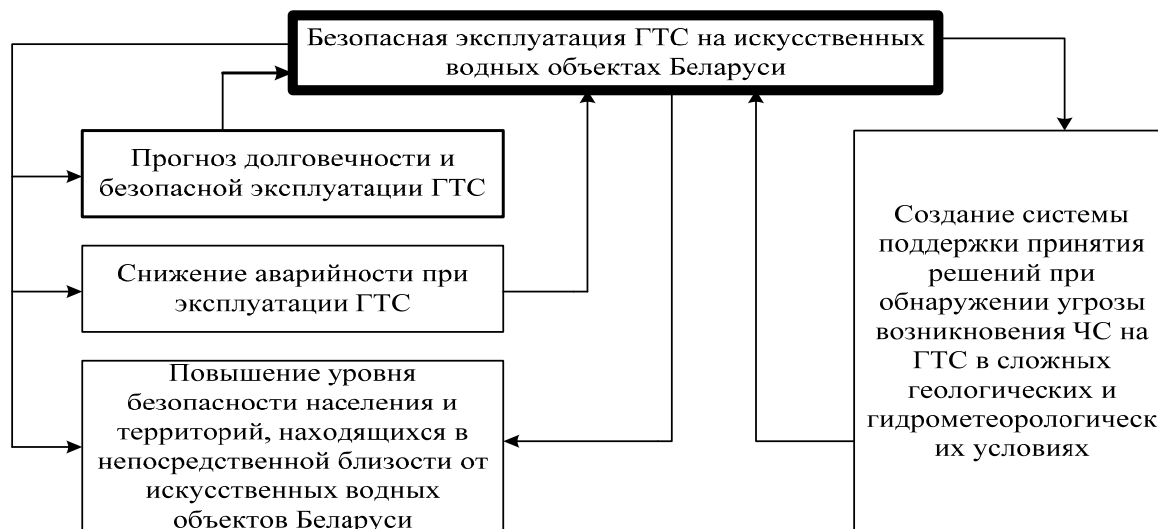 Безопасная эксплуатация ГТС на искусственных
водных объектах Беларуси
Прогноз долговечности и
безопасной эксплуатации ГТС
Снижение аварийности при
эксплуатации ГТС
Повышение уровня
безопасности населения и
территорий, находящихся в
непосредственной близости от
искусственных водных
объектов Беларуси
Создание системы
поддержки принятия
решений при
обнаружении угрозы
возникновения ЧС на
ГТС в сложных
геологических и
гидрометеорологическ
их условиях